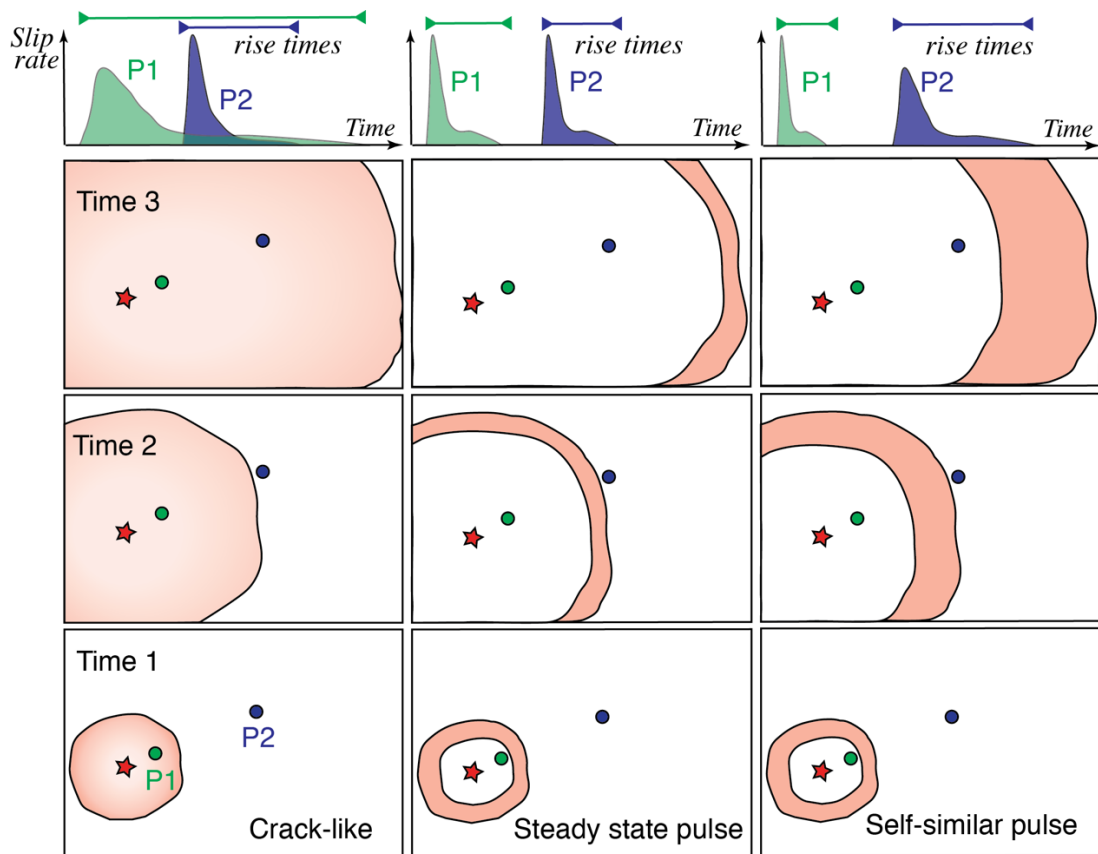 Slip rate
P1
rise times
P2
Time
P1
rise times
P2
Time
P1
rise times
P2
Time
Time 3
Time 2
Time 1
P1
P2
Crack-like
Steady state pulse
Self-similar pulse